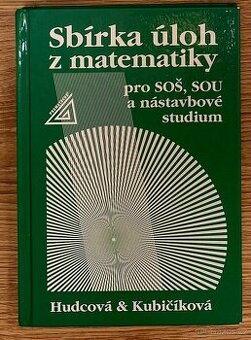 Sbírka úloh
z matematiky
pro SOŠ, SOU
a nástavbové
studium
Hudcová & Kubičíková